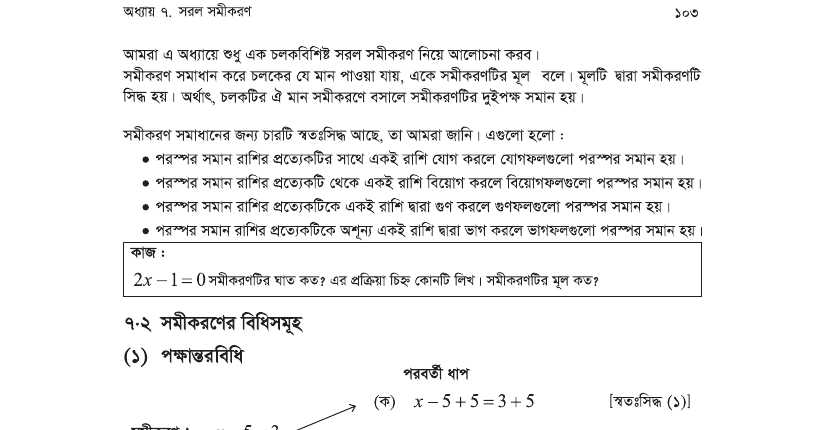 অধ্যায় ৭. সরল সমীকরণ ১০৩
আমরা এ অধ্যায়ে শুধু এক চলকবিশিষ্ট সরল সমীকরণ নিয়ে আলোচনা করব।
সমীকরণ সমাধান করে চলকের যে মান পাওয়া যায়, একে সমীকরণটির মূল বলে। মূলটি দ্বারা সমীকরণটি
সিদ্ধ হয়। অর্থাৎ, চলকটির ঐ মান সমীকরণে বসালে সমীকরণটির দুইপক্ষ সমান হয়।
সমীকরণ সমাধানের জন্য চারটি স্বতঃসিদ্ধ আছে, তা আমরা জানি। এগুলো হলো :
• পরস্পর সমান রাশির প্রত্যেকটির সাথে একই রাশি যোগ করলে যোগফলগুলো পরস্পর সমান হয়।
• পরস্পর সমান রাশির প্রত্যেকটি থেকে একই রাশি বিয়োগ করলে বিয়োগফলগুলো পরস্পর সমান হয়।
• পরস্পর সমান রাশির প্রত্যেকটিকে একই রাশি দ্বারা গুণ করলে গুণফলগুলো পরস্পর সমান হয়।
• পরস্পর সমান রাশির প্রত্যেকটিকে অশূন্য একই রাশি দ্বারা ভাগ করলে ভাগফলগুলো পরস্পর সমান হয়।
কাজ :
2x − 1 = 0 সমীকরণটির ঘাত কত? এর প্রক্রিয়া চিহ্ন কোনটি লিখ। সমীকরণটির মূল কত?
৭·২ সমীকরণের বিধিসমূহ
(১) পক্ষান্তরবিধি
পরবর্তী ধাপ
(ক) x − 5 + 5 = 3 + 5 [স্বতঃসিদ্ধ (১)]